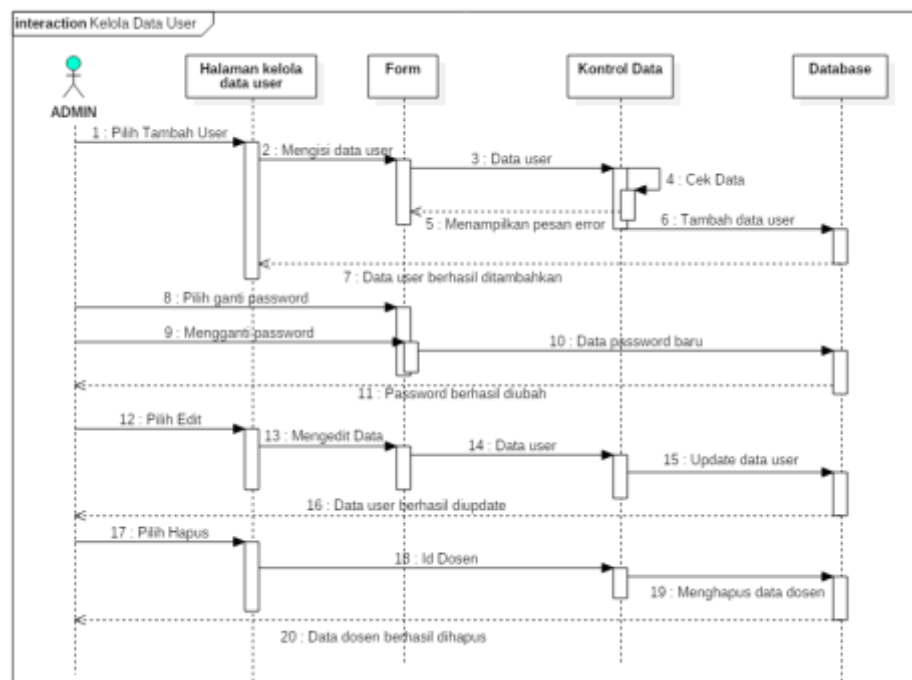 interaction Kelola Data User
Halaman kelola
data user
Form
Kontrol Data
Database
ADMIN
1 : Pilih Tambah User
2 : Mengisi data user
3 : Data user
4 : Cek Data
5 : Menampilkan pesan error
6 : Tambah data user
7 : Data user berhasil ditambahkan
8 : Pilih ganti password
9 : Mengganti password
10 : Data password baru
11 : Password berhasil diubah
12 : Pilih Edit
13 : Mengedit Data
14 : Data user
15 : Update data user
16 : Data user berhasil diupdate
17 : Pilih Hapus
18 : Id Dosen
19 : Menghapus data dosen
20 : Data dosen berhasil dihapus